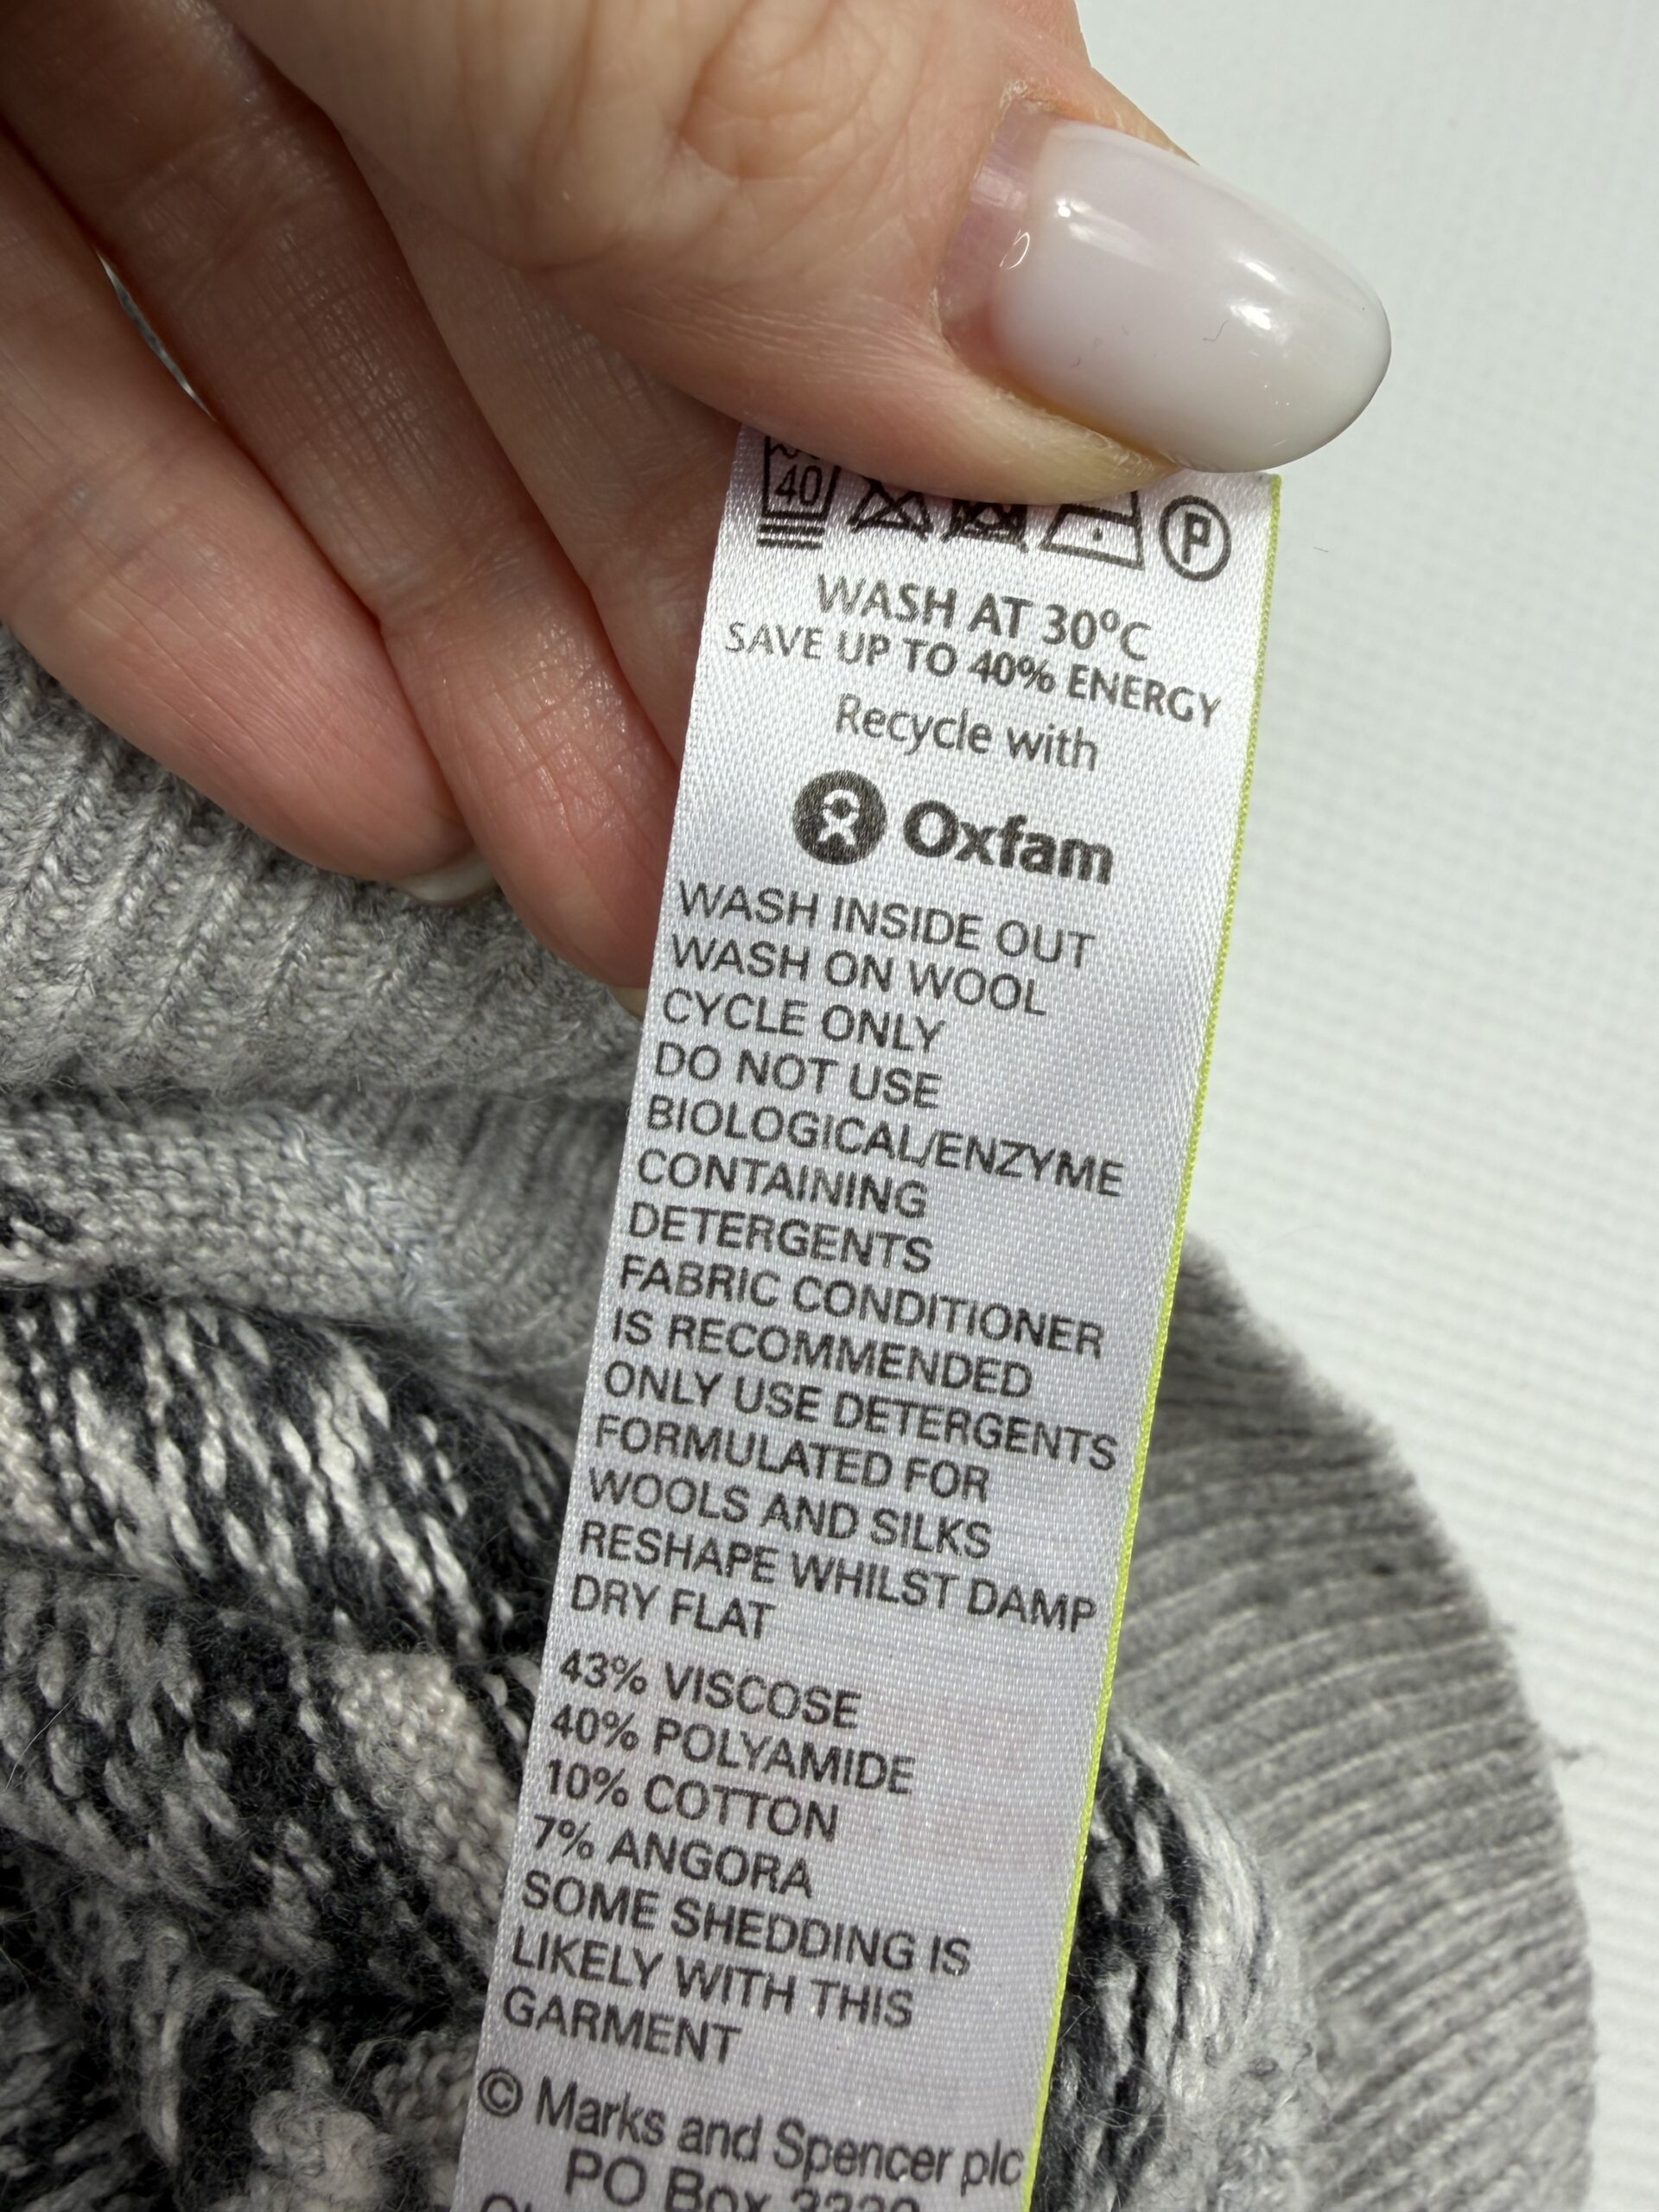 40 P
WASH AT 30°C
SAVE UP TO 40% ENERGY
Recycle with
Oxfam
WASH INSIDE OUT
WASH ON WOOL
CYCLE ONLY
DO NOT USE
BIOLOGICAL/ENZYME
CONTAINING
DETERGENTS
FABRIC CONDITIONER
IS RECOMMENDED
ONLY USE DETERGENTS
FORMULATED FOR
WOOLS AND SILKS
RESHAPE WHILST DAMP
DRY FLAT
43% VISCOSE
40% POLYAMIDE
10% COTTON
7% ANGORA
SOME SHEDDING IS
LIKELY WITH THIS
GARMENT
© Marks and Spencer plc
PO Box